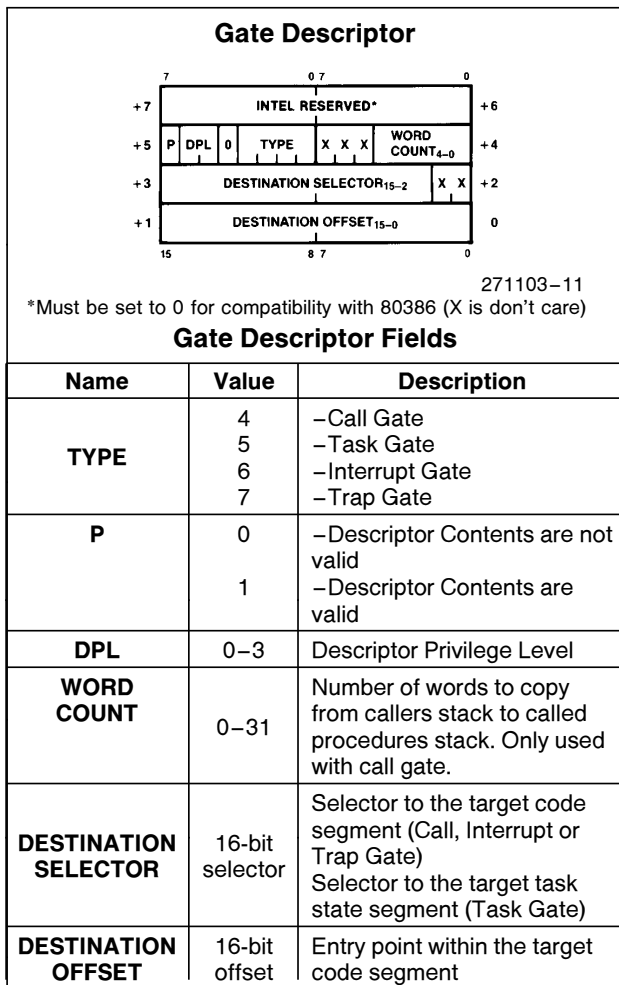 Gate Descriptor
7 0 7 0
+7 INTEL RESERVED* +6
+5 P DPL 0 TYPE X X X WORD COUNT4–0 +4
+3 DESTINATION SELECTOR15–2 X X +2
+1 DESTINATION OFFSET15–0 0
15 8 7 0
271103–11
*Must be set to 0 for compatibility with 80386 (X is don't care)
Gate Descriptor Fields
Name Value Description
TYPE
4 –Call Gate
5 –Task Gate
6 –Interrupt Gate
7 –Trap Gate
P 0 –Descriptor Contents are not
valid
1 –Descriptor Contents are
valid
DPL 0–3 Descriptor Privilege Level
WORD
COUNT
0–31
Number of words to copy
from callers stack to called
procedures stack. Only used
with call gate.
DESTINATION
SELECTOR
16-bit
selector
Selector to the target code
segment (Call, Interrupt or
Trap Gate)
Selector to the target task
state segment (Task Gate)
DESTINATION
OFFSET
16-bit
offset
Entry point within the target
code segment